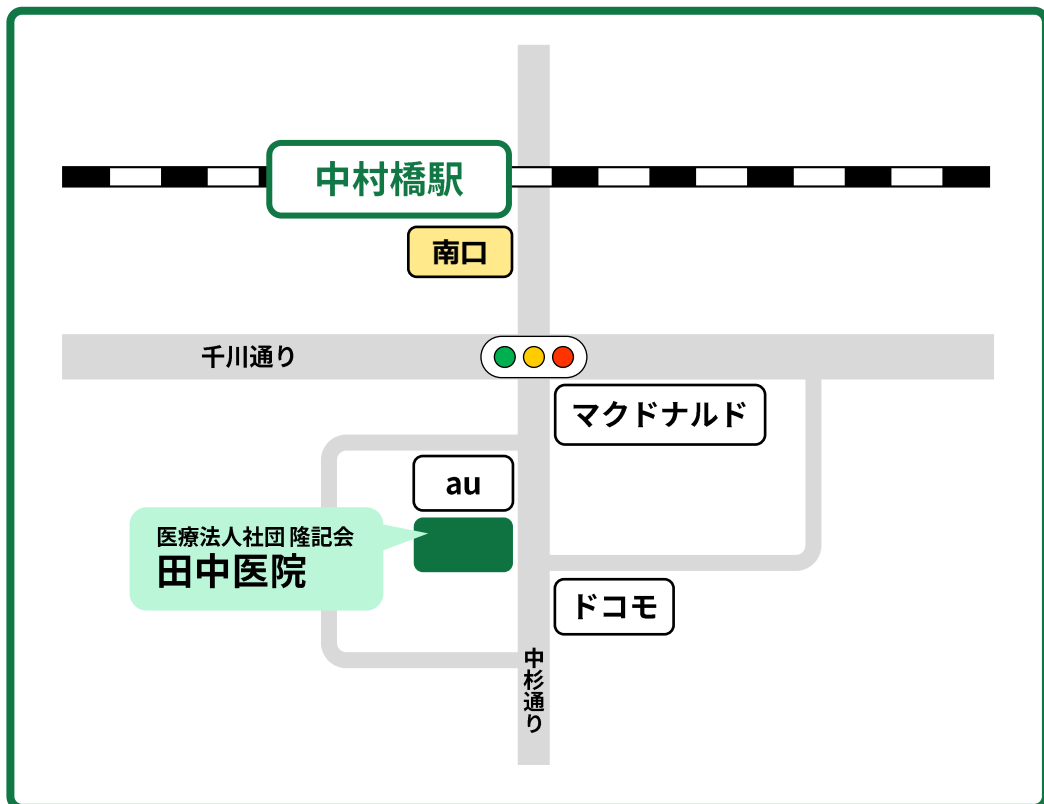 中村橋駅
南口
千川通り
マクドナルド
au
医療法人社団 隆記会
田中医院
ドコモ
中杉通り